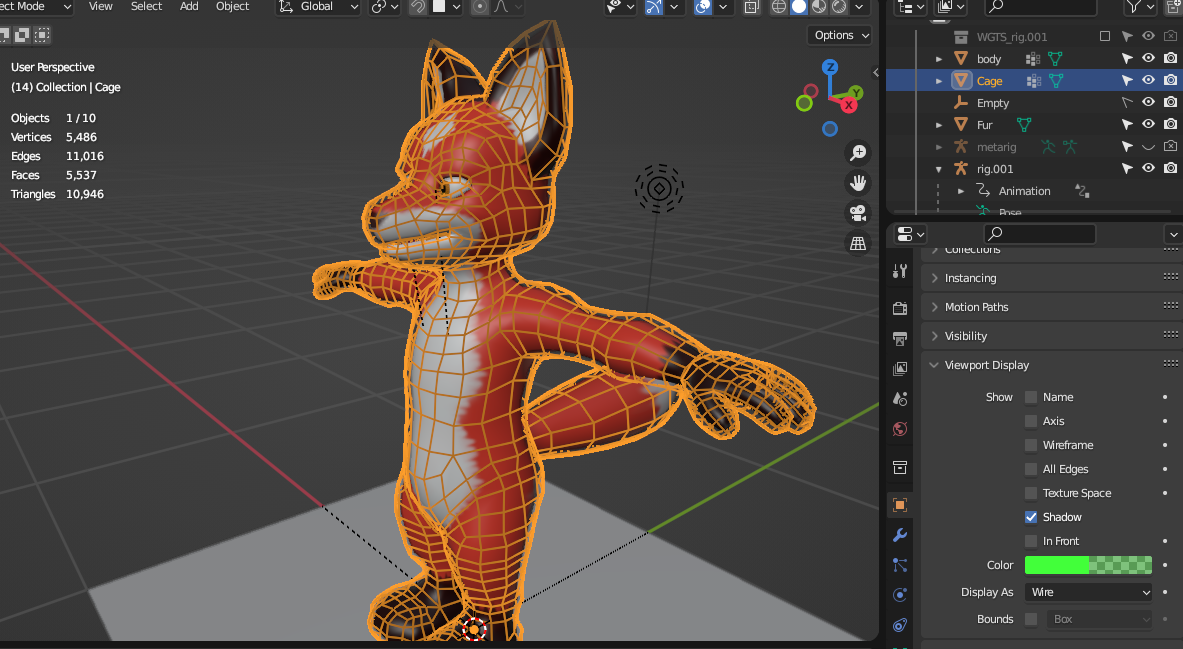 ect Mode View Select Add Object Global
Options
User Perspective
(14) Collection | Cage
Objects 1 / 10
Vertices 5,486
Edges 11,016
Faces 5,537
Triangles 10,946
Z
Y
X
WGTS_rig.001
body
Cage
Empty
Fur
metarig
rig.001
Animation
Pose
Collections
Instancing
Motion Paths
Visibility
Viewport Display
Show Name
Axis
Wireframe
All Edges
Texture Space
Shadow
In Front
Color
Display As Wire
Bounds Box